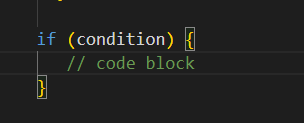 if (condition) {
// code block
}